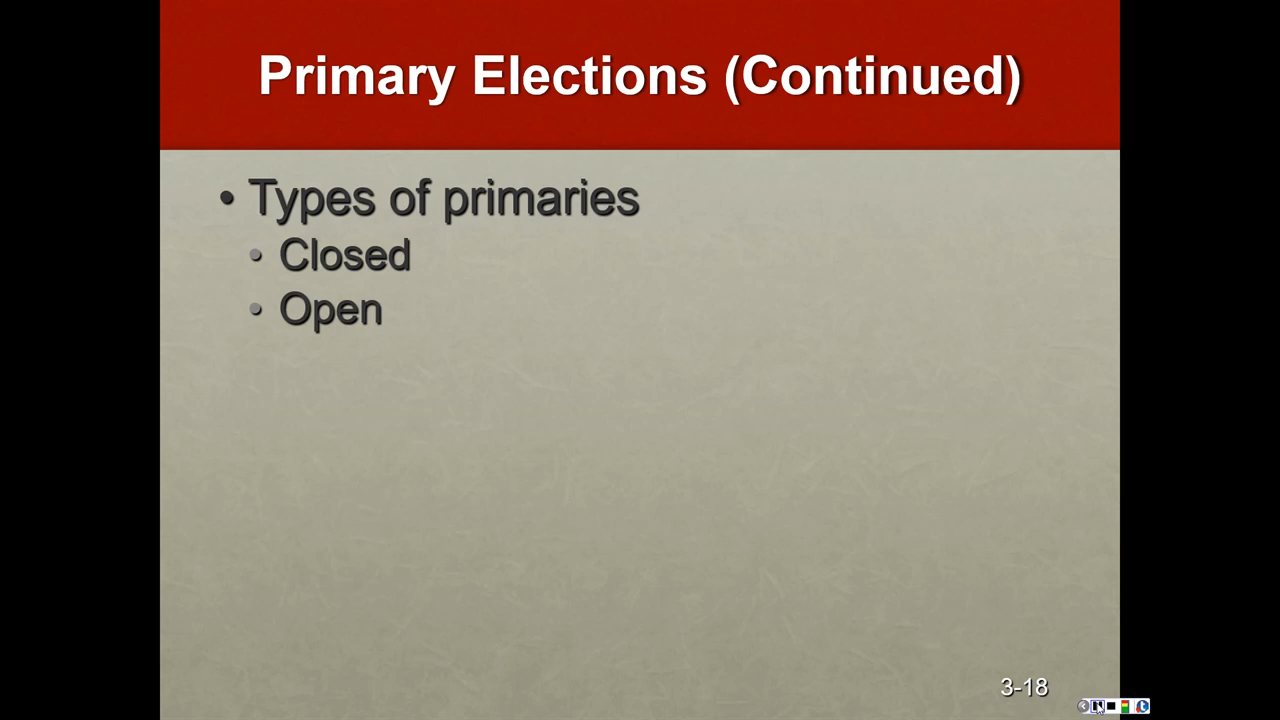 Primary Elections (Continued)
• Types of primaries
• Closed
• Open
3-18